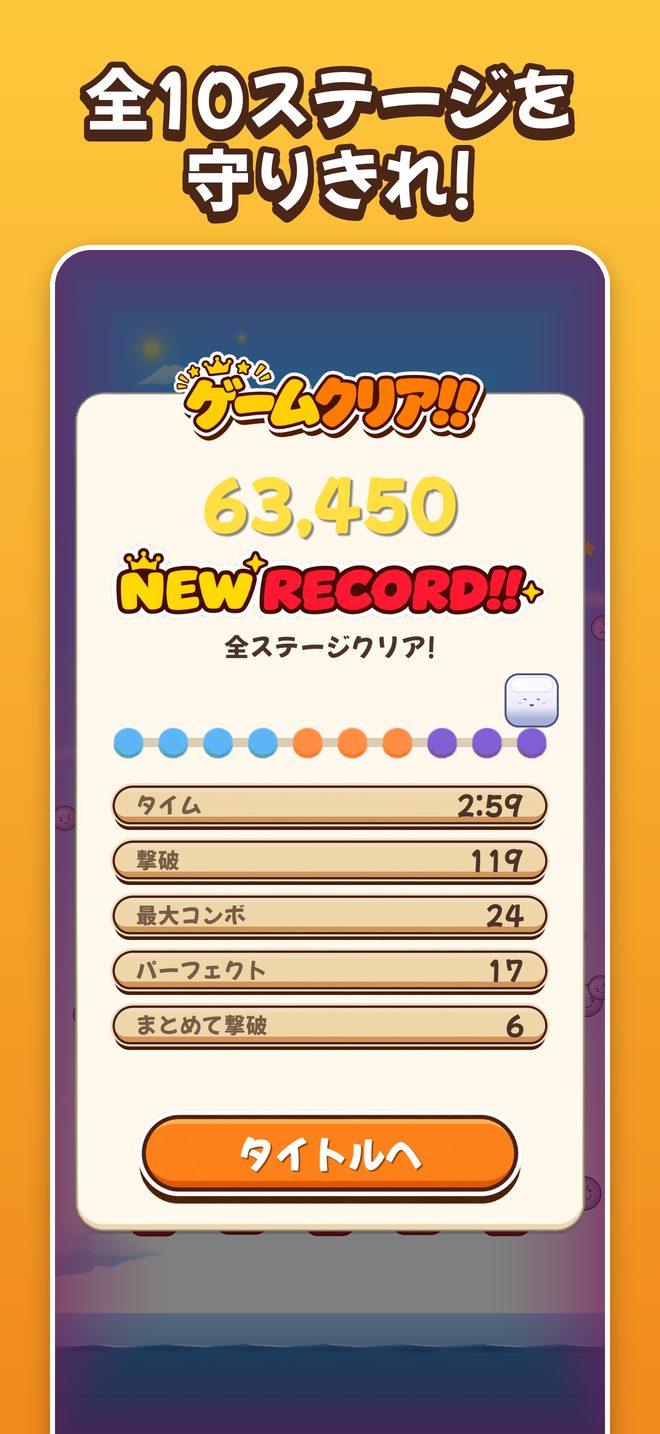 全10ステージを
守りきれ!
ゲームクリア!!
63,450
NEW RECORD!!
全ステージクリア!
タイム 2:59
撃破 119
最大コンボ 24
パーフェクト 17
まとめて撃破 6
タイトルへ